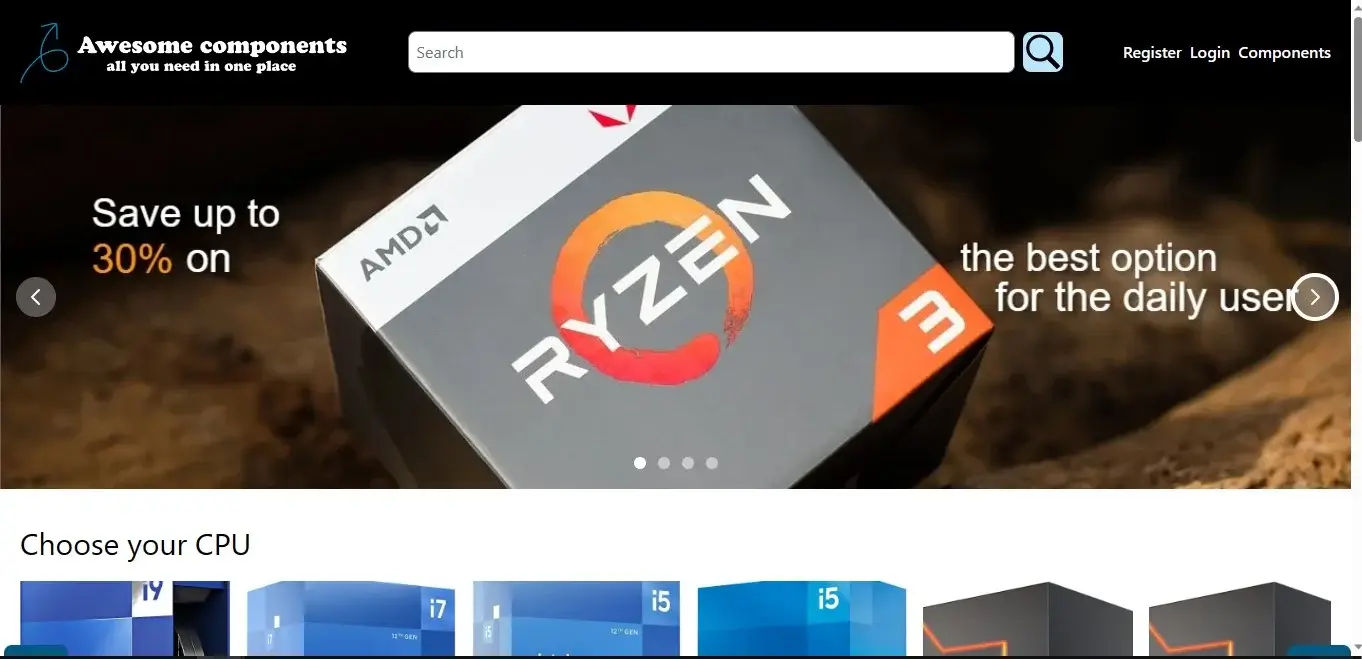 Awesome components
all you need in one place
Search
Register Login Components
Save up to
30% on
AMD
RYZEN
3
the best option
for the daily user
Choose your CPU
i9
i7
i7
12TH GEN
i5
i5
12TH GEN
i5